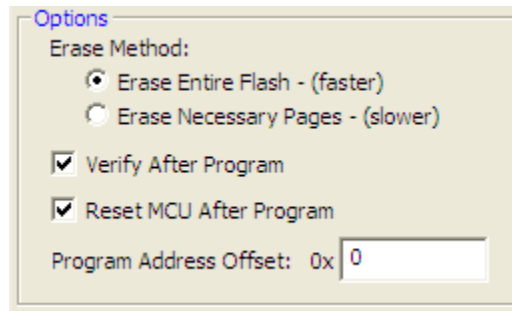 Options
Erase Method:
Erase Entire Flash - (faster)
Erase Necessary Pages - (slower)
Verify After Program
Reset MCU After Program
Program Address Offset: 0x 0